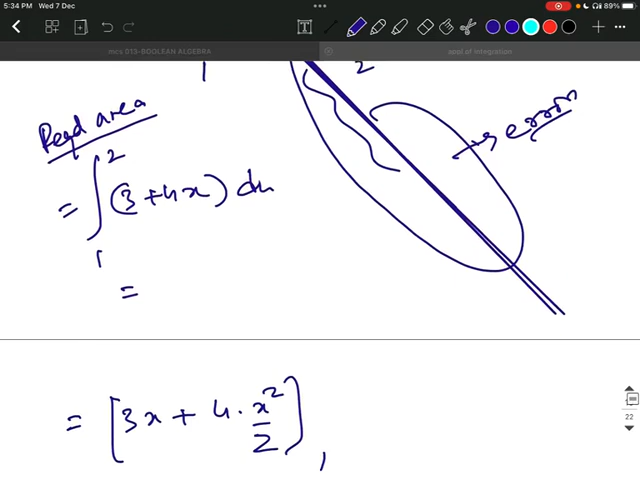 5:34 PM Wed 7 Dec ... 89%
mcs 013-BOOLEAN ALGEBRA appl of integration
1 2
Reqd area
→ error
= ∫₁² (3+4x) dx
=
= [3x + 4 · x²/2]₁
22